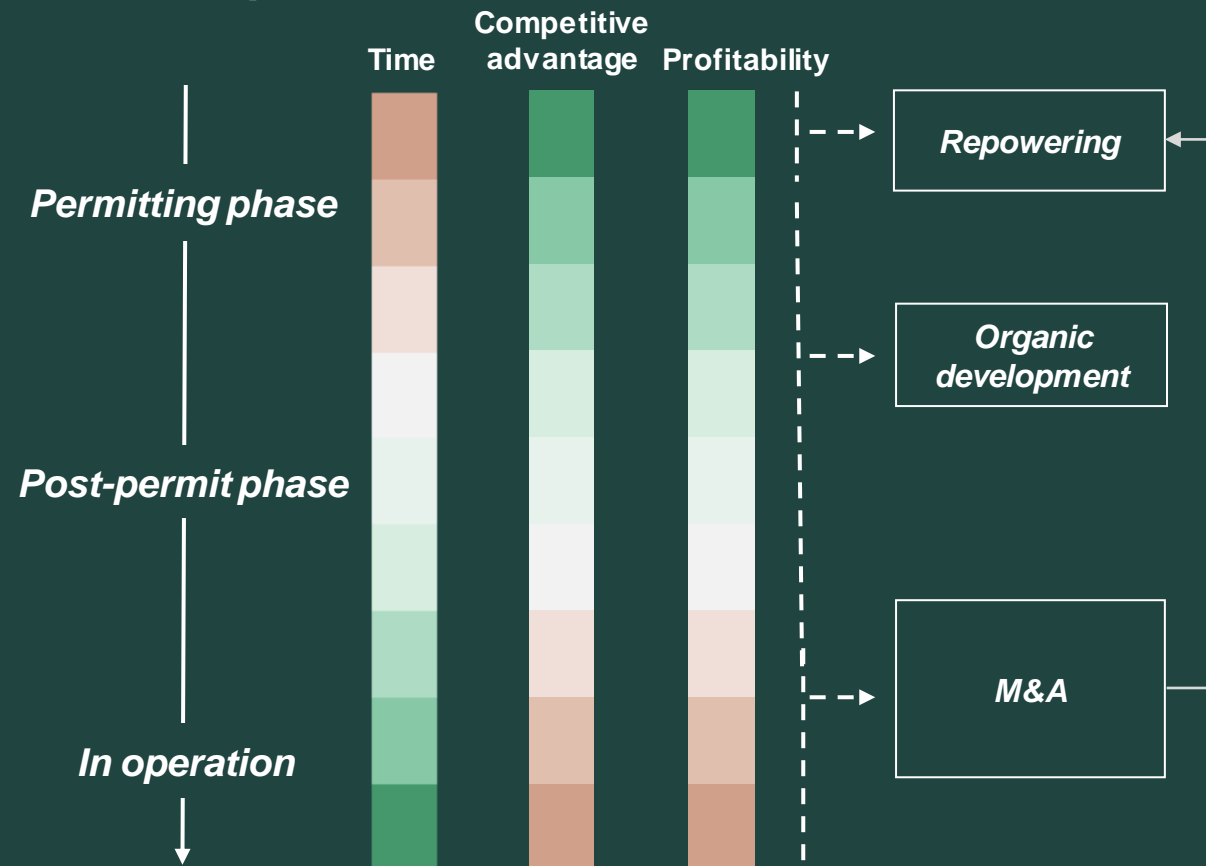 Competitive
advantage
Time
Profitability
Repowering
Permitting phase
Organic
development
Post-permit phase
M&A
In operation